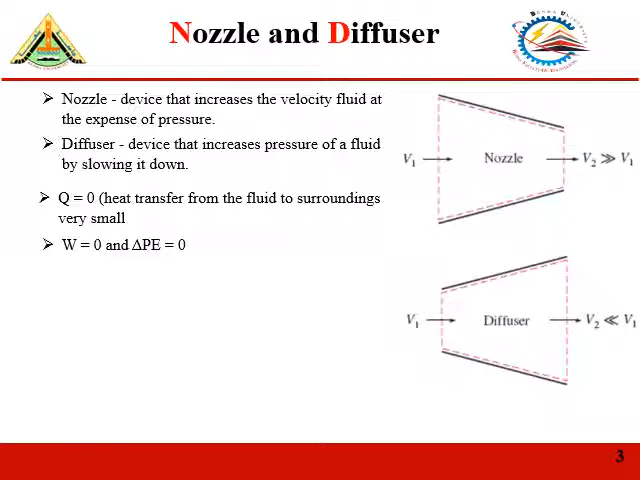 Nozzle and Diffuser
➢ Nozzle - device that increases the velocity fluid at
the expense of pressure.
➢ Diffuser - device that increases pressure of a fluid
by slowing it down.
➢ Q = 0 (heat transfer from the fluid to surroundings
very small
➢ W = 0 and ΔPE = 0
V₁ Nozzle V₂ ≫ V₁
V₁ Diffuser V₂ ≪ V₁
3